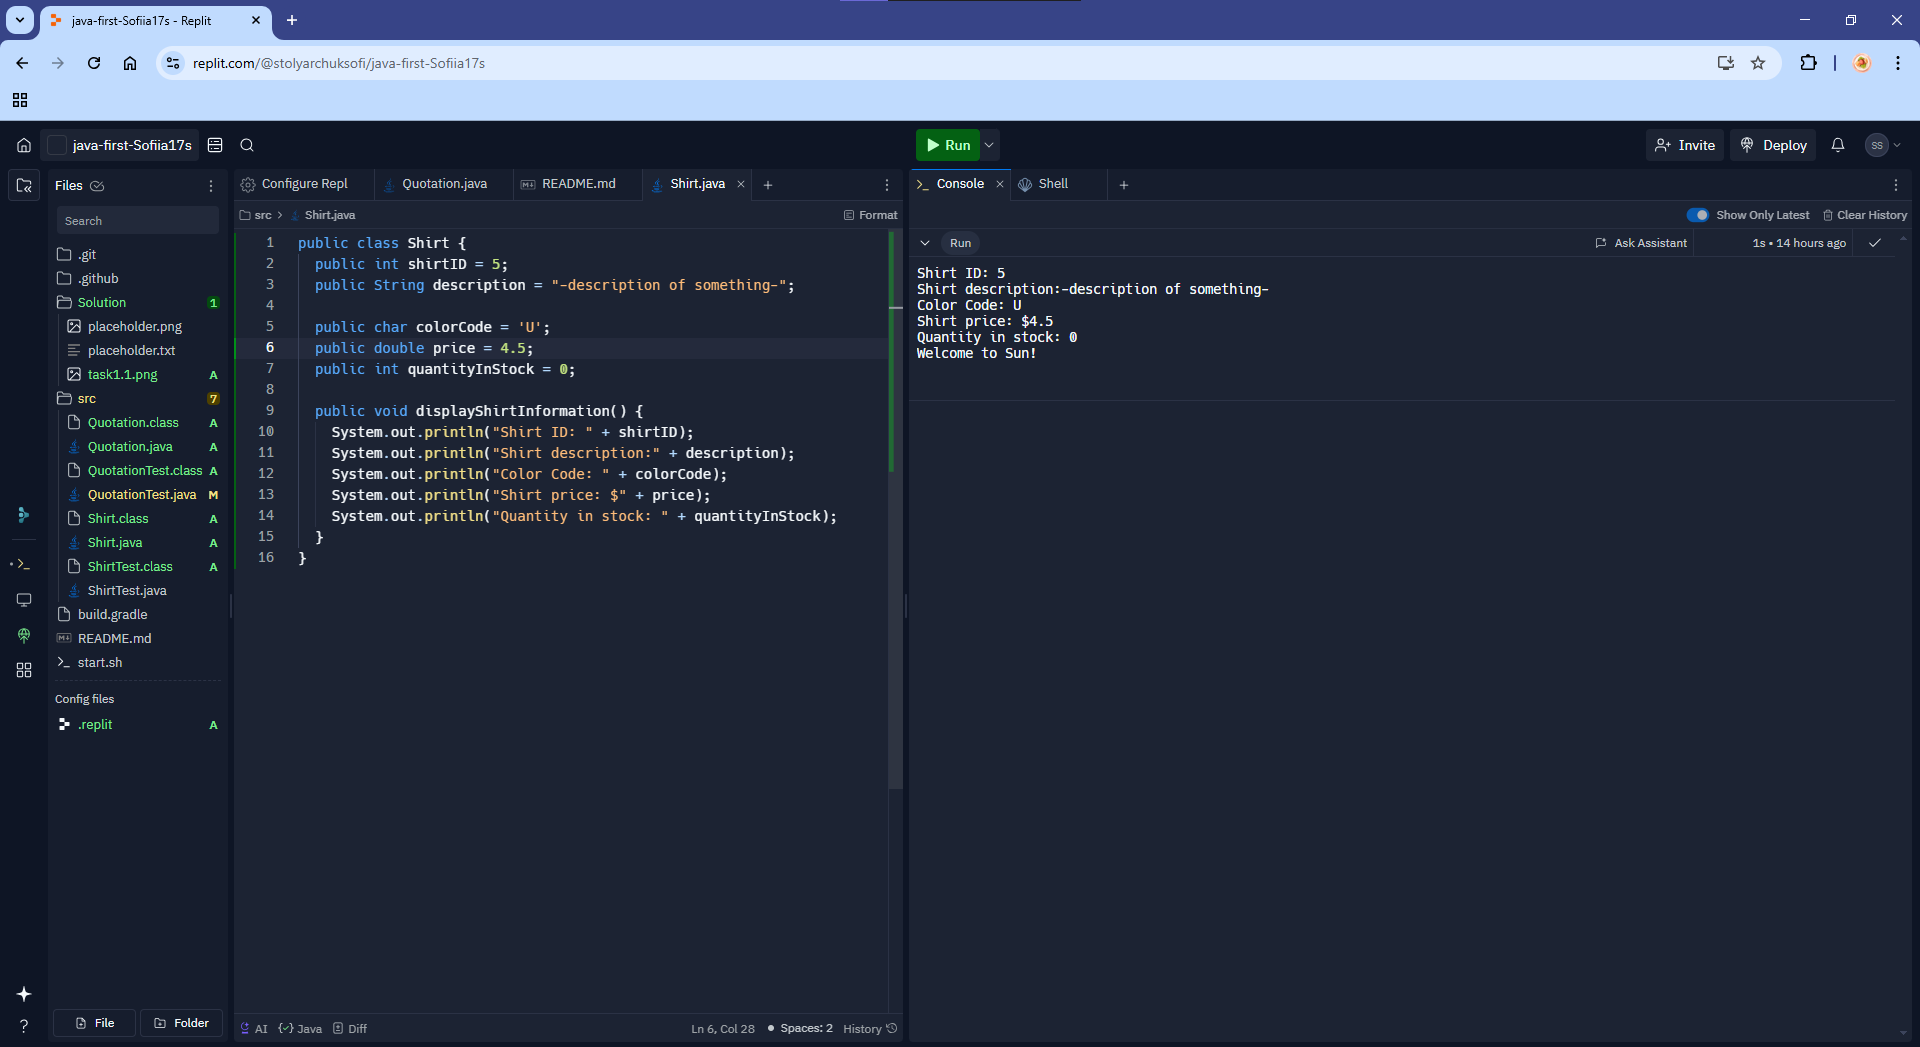 java-first-Sofiia17s - Replit
replit.com/@stolyarchuksofi/java-first-Sofiia17s
java-first-Sofiia17s
Run
Invite
Deploy
SS
Files
Search
.git
.github
Solution 1
placeholder.png
placeholder.txt
task1.1.png A
src 7
Quotation.class A
Quotation.java A
QuotationTest.class A
QuotationTest.java M
Shirt.class A
Shirt.java A
ShirtTest.class A
ShirtTest.java
build.gradle
README.md
start.sh
Config files
.replit A
File Folder
Configure Repl Quotation.java README.md Shirt.java
src > Shirt.java Format
1 public class Shirt {
2 public int shirtID = 5;
3 public String description = "-description of something-";
4
5 public char colorCode = 'U';
6 public double price = 4.5;
7 public int quantityInStock = 0;
8
9 public void displayShirtInformation() {
10 System.out.println("Shirt ID: " + shirtID);
11 System.out.println("Shirt description:" + description);
12 System.out.println("Color Code: " + colorCode);
13 System.out.println("Shirt price: $" + price);
14 System.out.println("Quantity in stock: " + quantityInStock);
15 }
16 }
AI Java Diff Ln 6, Col 28 • Spaces: 2 History
Console Shell
Show Only Latest Clear History
Run Ask Assistant 1s • 14 hours ago
Shirt ID: 5
Shirt description:-description of something-
Color Code: U
Shirt price: $4.5
Quantity in stock: 0
Welcome to Sun!